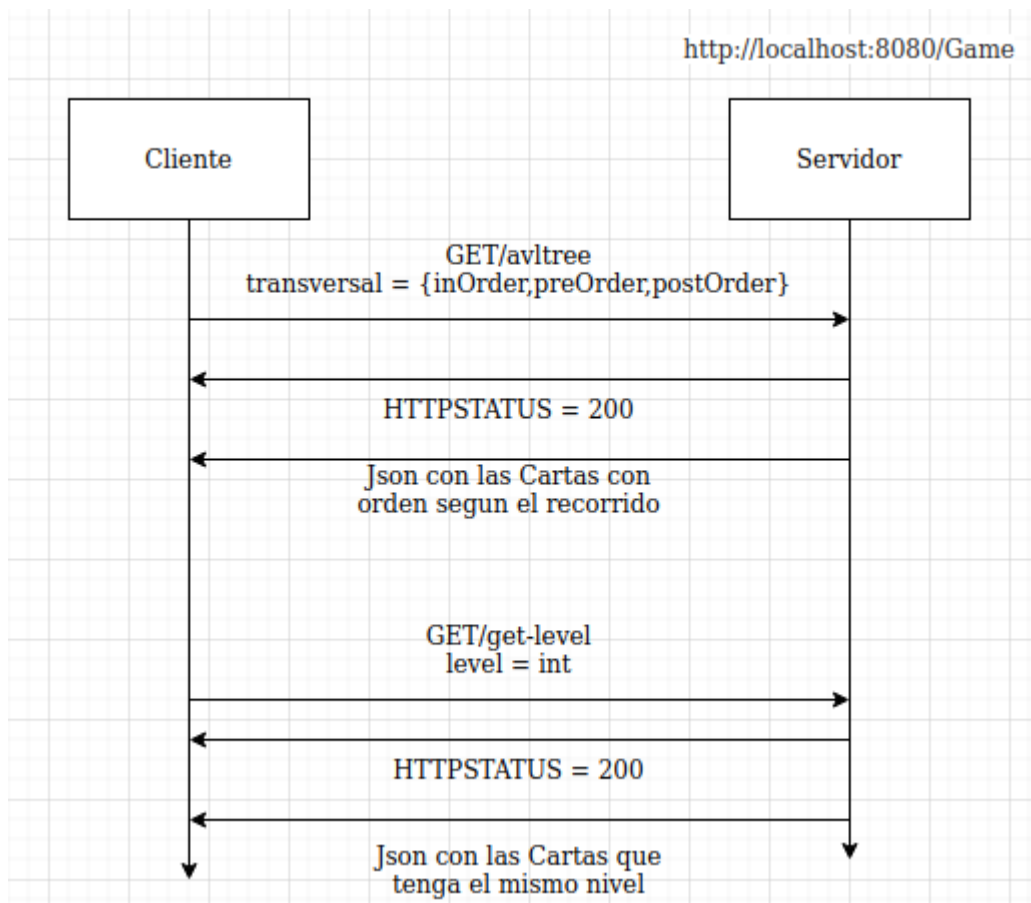 http://localhost:8080/Game
Cliente
Servidor
GET/avltree
transversal = {inOrder,preOrder,postOrder}
HTTPSTATUS = 200
Json con las Cartas con
orden segun el recorrido
GET/get-level
level = int
HTTPSTATUS = 200
Json con las Cartas que
tenga el mismo nivel